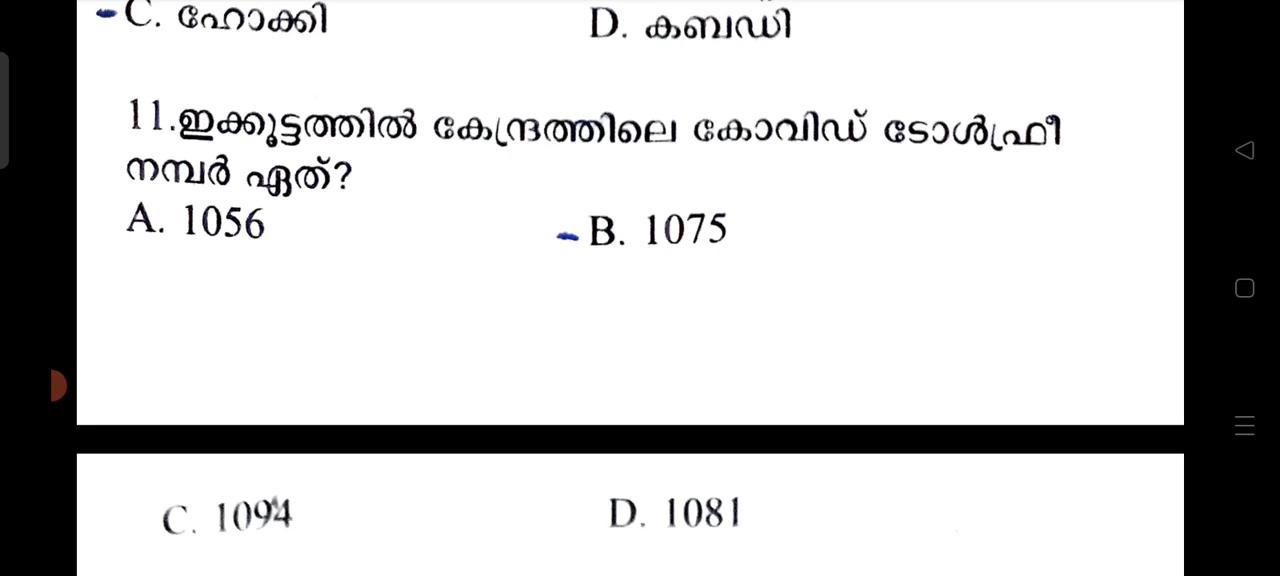 C. ഹോക്കി D. കബഡി
11.ഇക്കൂട്ടത്തിൽ കേന്ദ്രത്തിലെ കോവിഡ് ടോൾഫ്രീ
നമ്പർ ഏത്?
A. 1056 B. 1075
C. 1094 D. 1081